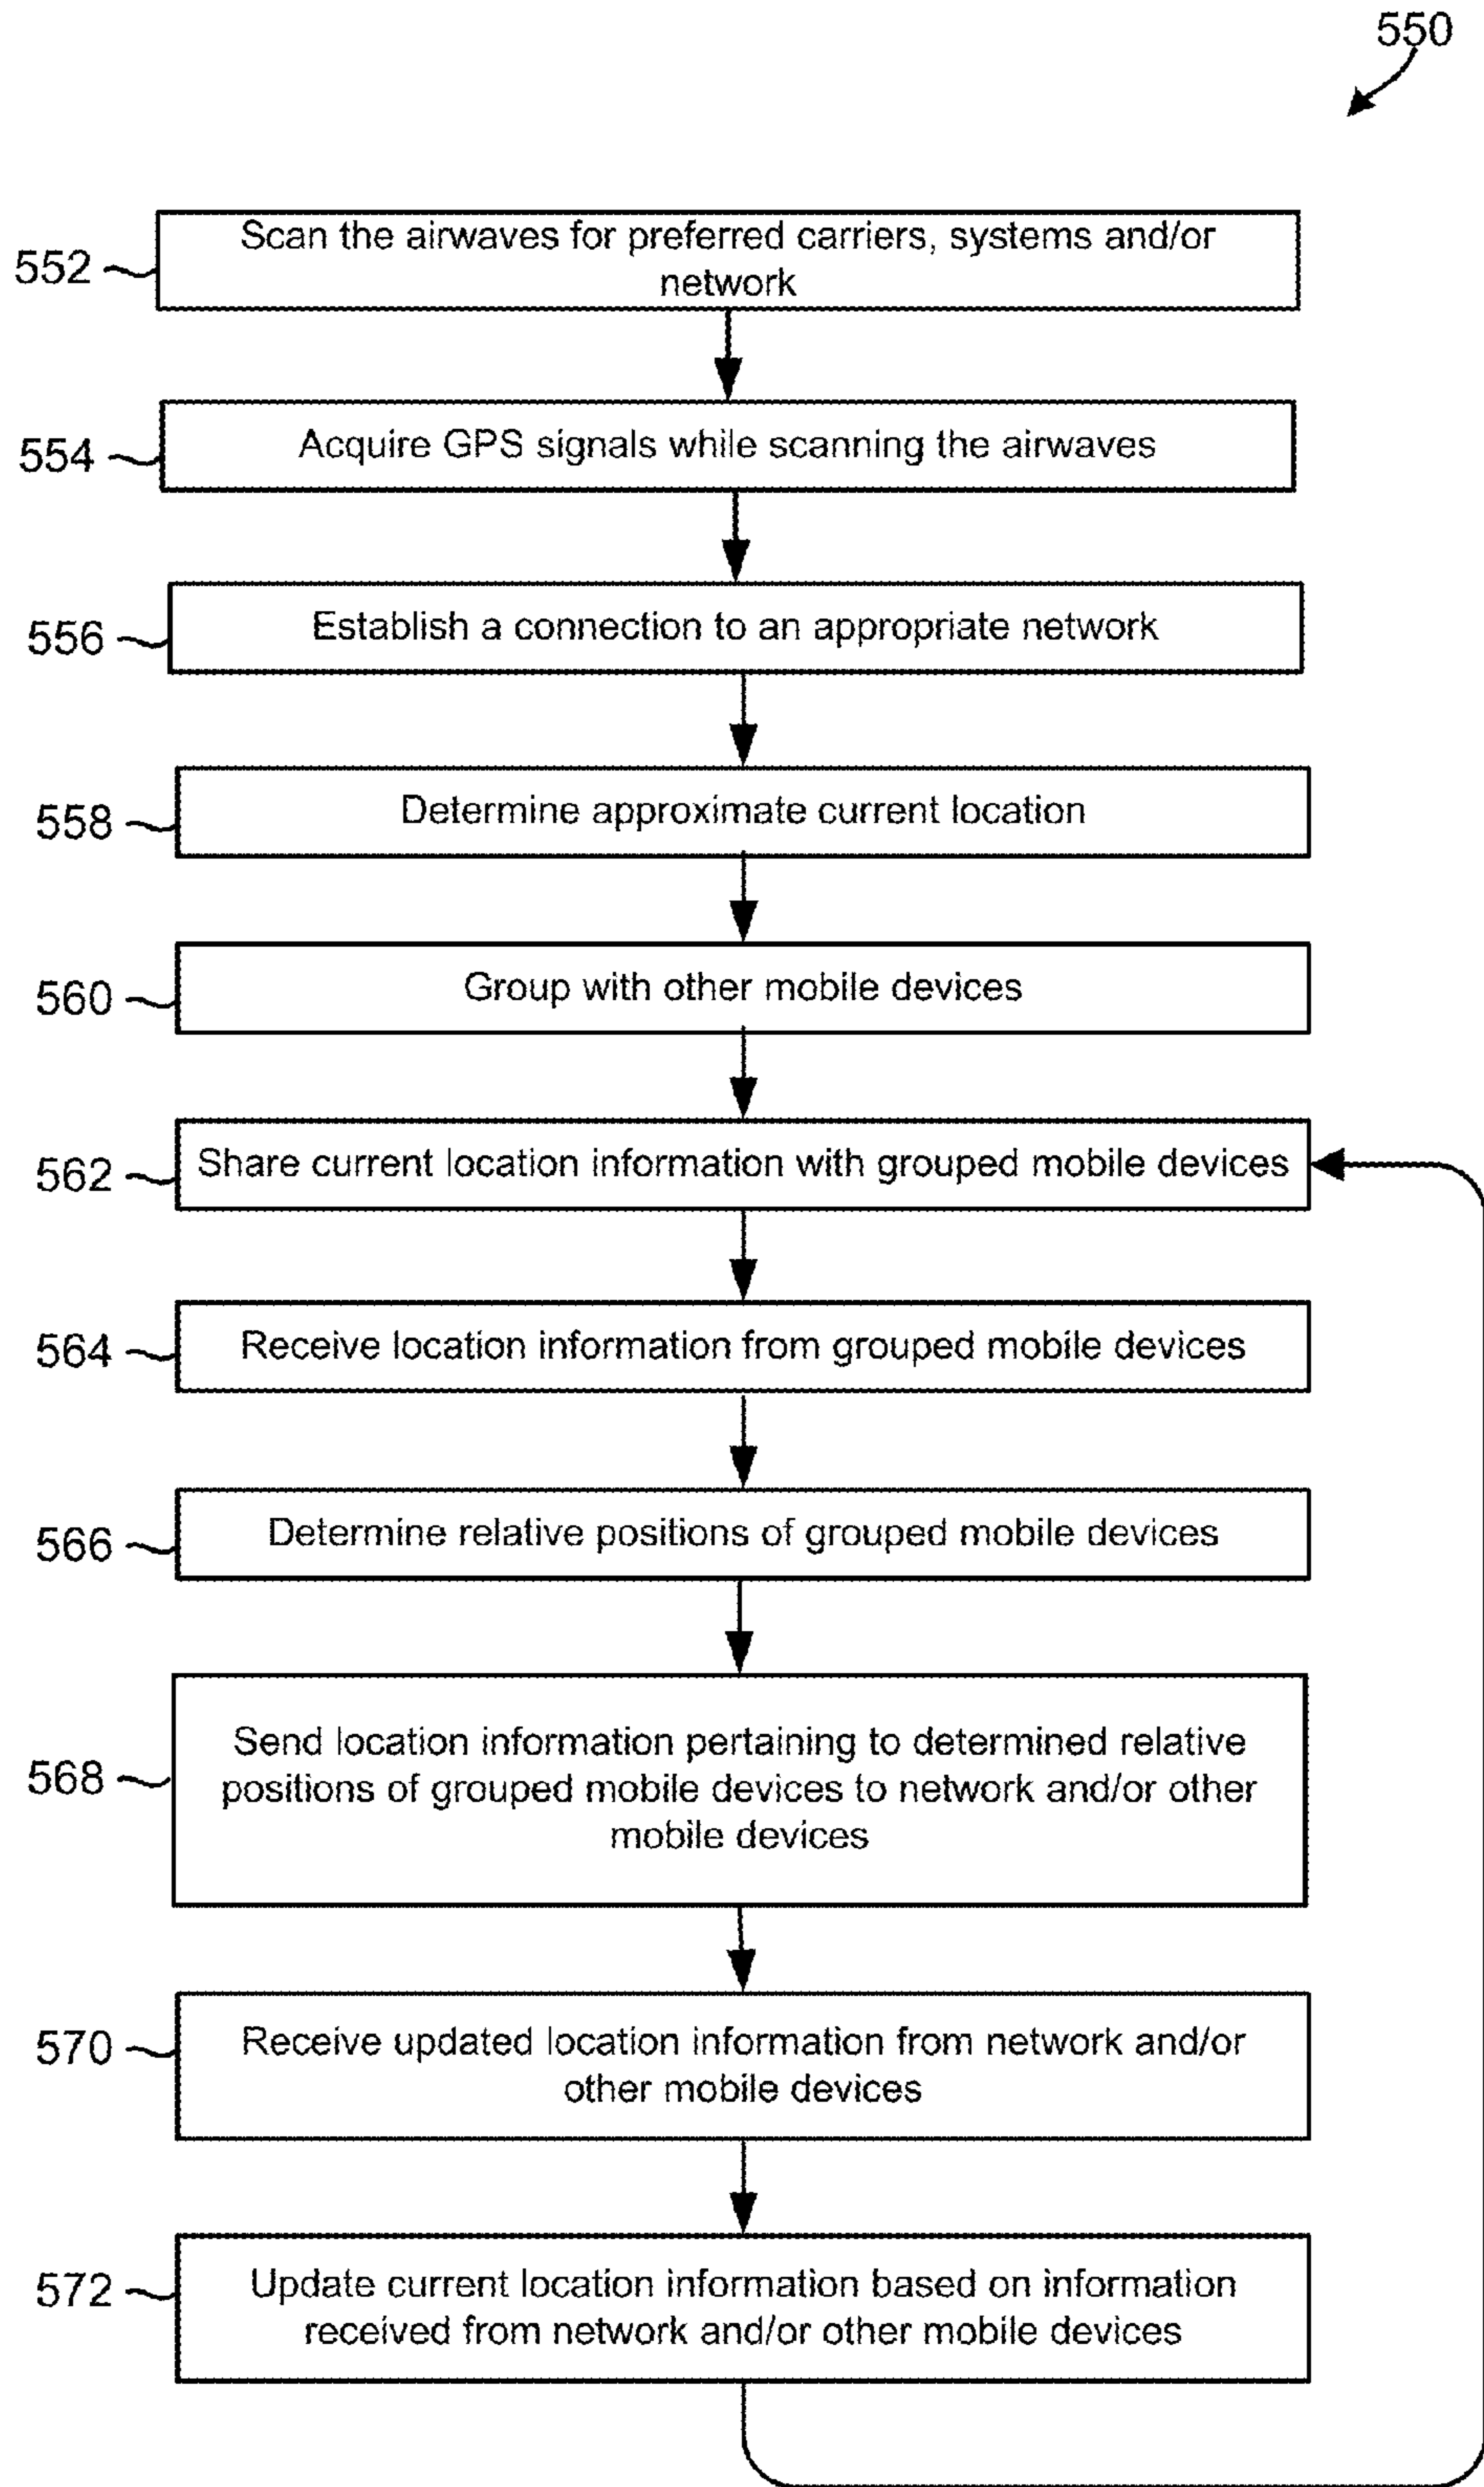 550
552
Scan the airwaves for preferred carriers, systems and/or
network
554
Acquire GPS signals while scanning the airwaves
556
Establish a connection to an appropriate network
558
Determine approximate current location
560
Group with other mobile devices
562
Share current location information with grouped mobile devices
564
Receive location information from grouped mobile devices
566
Determine relative positions of grouped mobile devices
568
Send location information pertaining to determined relative
positions of grouped mobile devices to network and/or other
mobile devices
570
Receive updated location information from network and/or
other mobile devices
572
Update current location information based on information
received from network and/or other mobile devices